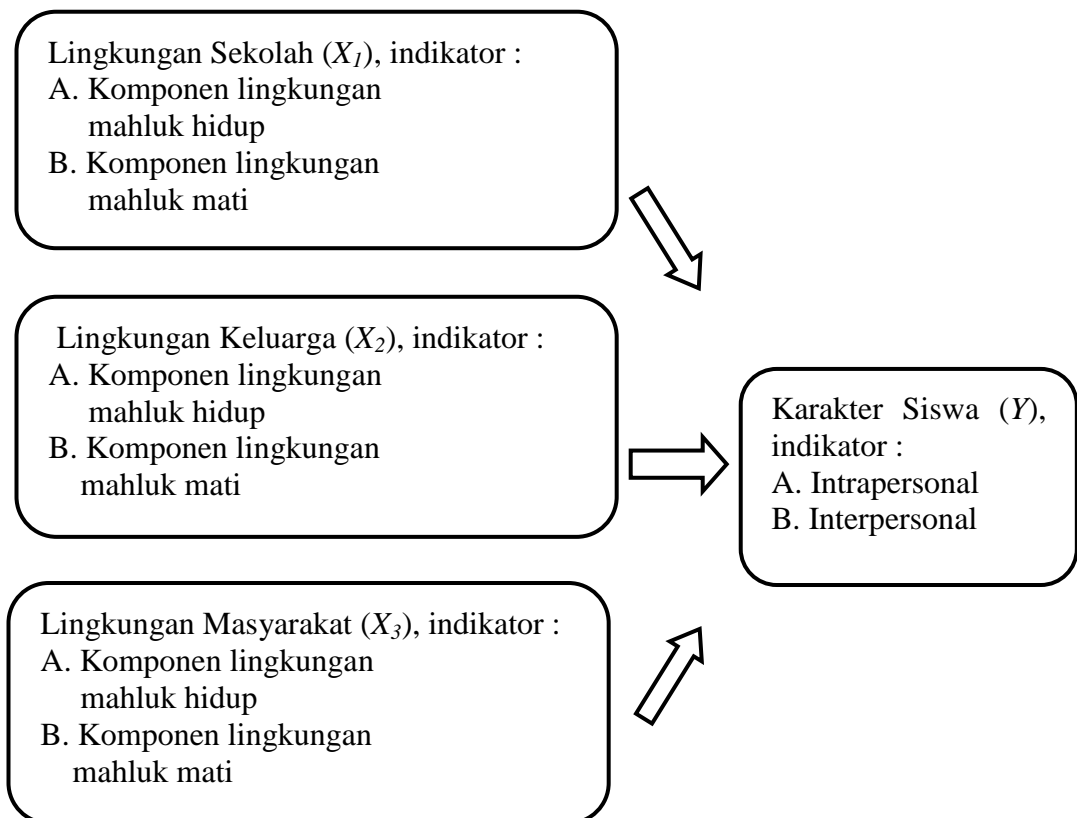 Lingkungan Sekolah (X1), indikator :
A. Komponen lingkungan
mahluk hidup
B. Komponen lingkungan
mahluk mati
Lingkungan Keluarga (X2), indikator :
A. Komponen lingkungan
mahluk hidup
B. Komponen lingkungan
mahluk mati
Karakter Siswa (Y),
indikator :
A. Intrapersonal
B. Interpersonal
Lingkungan Masyarakat (X3), indikator :
A. Komponen lingkungan
mahluk hidup
B. Komponen lingkungan
mahluk mati